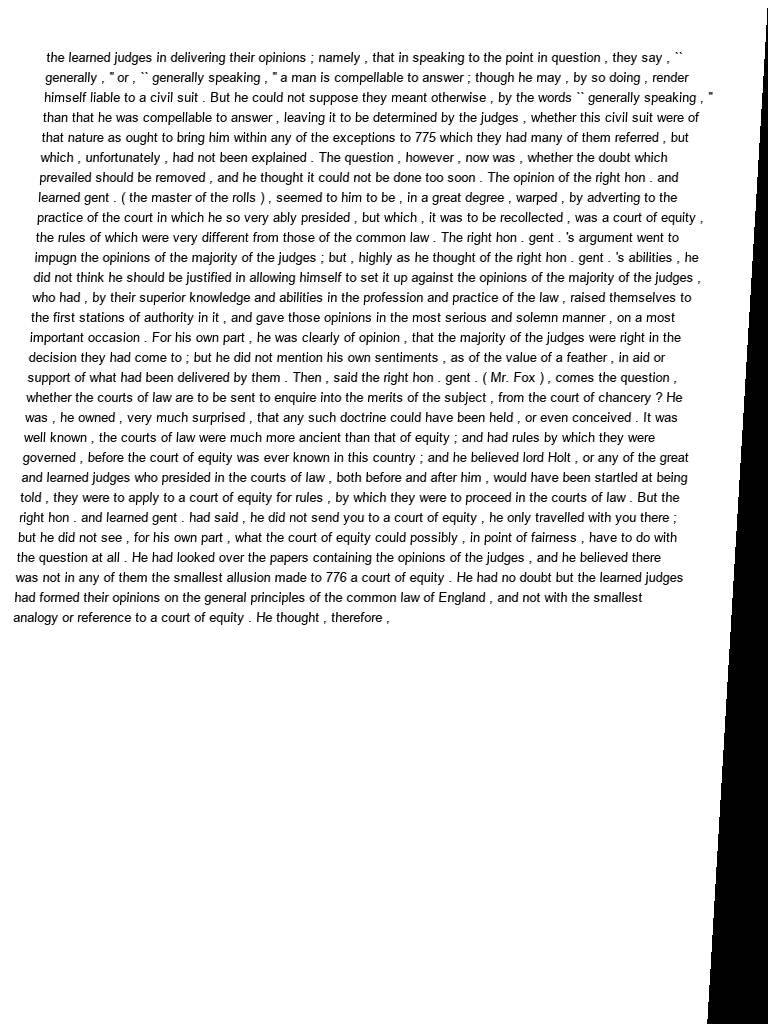 the learned judges in delivering their opinions ; namely , that in speaking to the point in question , they say , ``
generally , " or , `` generally speaking , " a man is compellable to answer ; though he may , by so doing , render
himself liable to a civil suit . But he could not suppose they meant otherwise , by the words `` generally speaking , "
than that he was compellable to answer , leaving it to be determined by the judges , whether this civil suit were of
that nature as ought to bring him within any of the exceptions to 775 which they had many of them referred , but
which , unfortunately , had not been explained . The question , however , now was , whether the doubt which
prevailed should be removed , and he thought it could not be done too soon . The opinion of the right hon . and
learned gent . ( the master of the rolls ) , seemed to him to be , in a great degree , warped , by adverting to the
practice of the court in which he so very ably presided , but which , it was to be recollected , was a court of equity ,
the rules of which were very different from those of the common law . The right hon . gent . 's argument went to
impugn the opinions of the majority of the judges ; but , highly as he thought of the right hon . gent . 's abilities , he
did not think he should be justified in allowing himself to set it up against the opinions of the majority of the judges ,
who had , by their superior knowledge and abilities in the profession and practice of the law , raised themselves to
the first stations of authority in it , and gave those opinions in the most serious and solemn manner , on a most
important occasion . For his own part , he was clearly of opinion , that the majority of the judges were right in the
decision they had come to ; but he did not mention his own sentiments , as of the value of a feather , in aid or
support of what had been delivered by them . Then , said the right hon . gent . ( Mr. Fox ) , comes the question ,
whether the courts of law are to be sent to enquire into the merits of the subject , from the court of chancery ? He
was , he owned , very much surprised , that any such doctrine could have been held , or even conceived . It was
well known , the courts of law were much more ancient than that of equity ; and had rules by which they were
governed , before the court of equity was ever known in this country ; and he believed lord Holt , or any of the great
and learned judges who presided in the courts of law , both before and after him , would have been startled at being
told , they were to apply to a court of equity for rules , by which they were to proceed in the courts of law . But the
right hon . and learned gent . had said , he did not send you to a court of equity , he only travelled with you there ;
but he did not see , for his own part , what the court of equity could possibly , in point of fairness , have to do with
the question at all . He had looked over the papers containing the opinions of the judges , and he believed there
was not in any of them the smallest allusion made to 776 a court of equity . He had no doubt but the learned judges
had formed their opinions on the general principles of the common law of England , and not with the smallest
analogy or reference to a court of equity . He thought , therefore ,